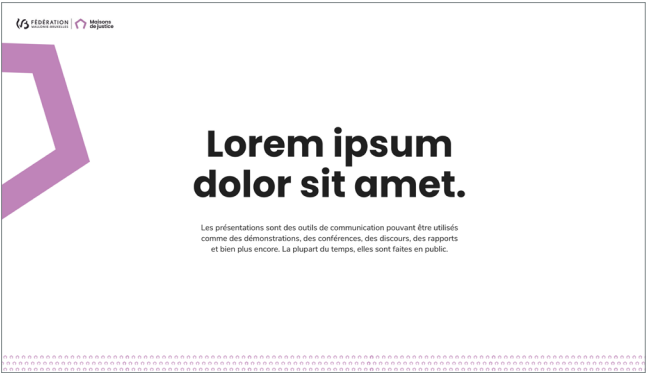 FÉDÉRATION
WALLONIE-BRUXELLES
Maisons
de justice
Lorem ipsum
dolor sit amet.
Les présentations sont des outils de communication pouvant être utilisés
comme des démonstrations, des conférences, des discours, des rapports
et bien plus encore. La plupart du temps, elles sont faites en public.